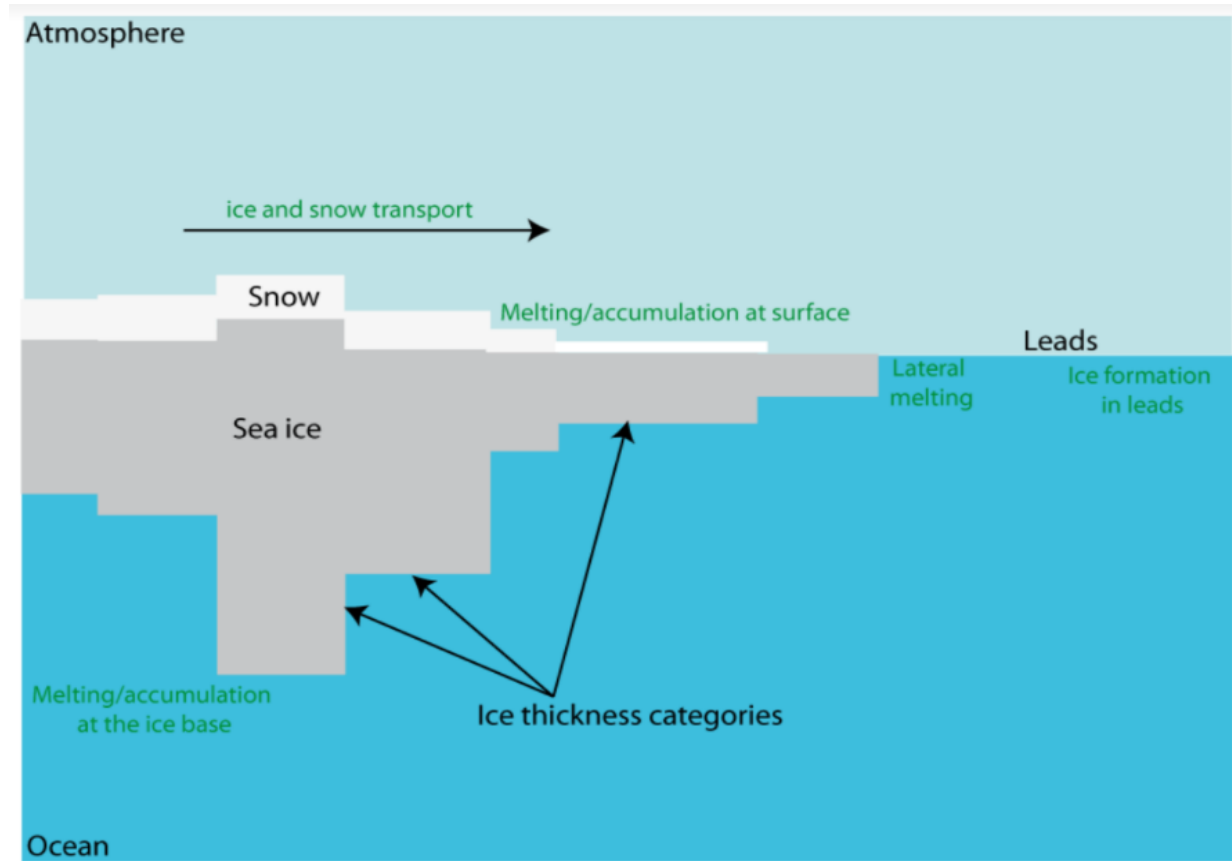 Atmosphere
ice and snow transport
Snow
Melting/accumulation at surface
Leads
Lateral
melting
Ice formation
in leads
Sea ice
Melting/accumulation
at the ice base
Ice thickness categories
Ocean